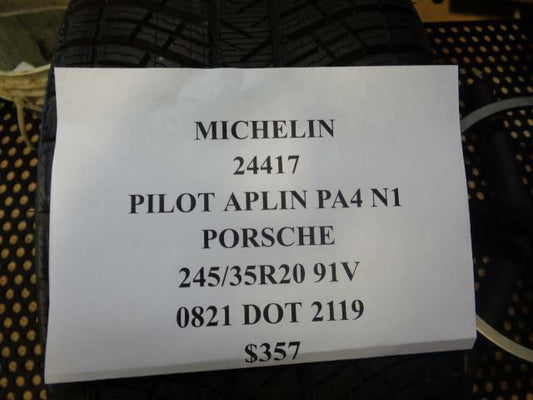 MICHELIN
24417
PILOT APLIN PA4 N1
PORSCHE
245/35R20 91V
0821 DOT 2119
$357